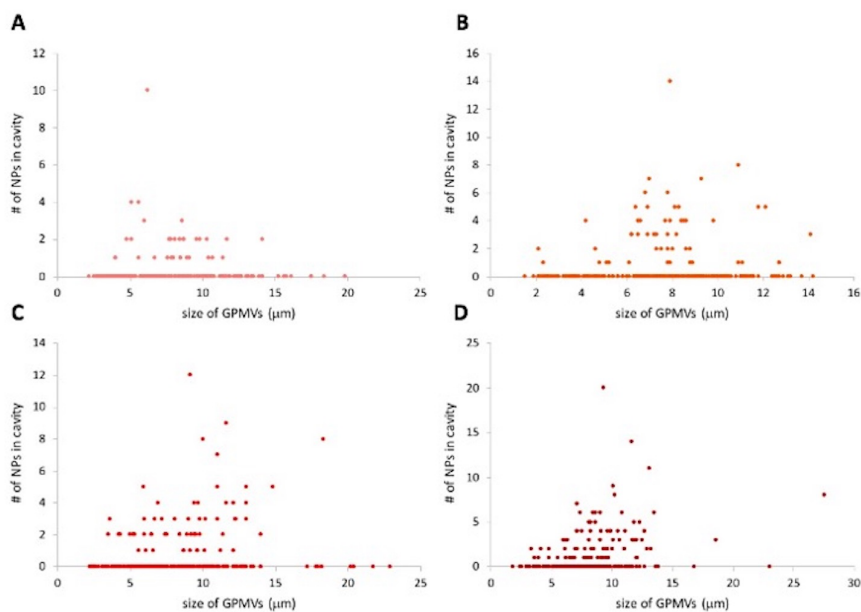 A
12
10
8
6
4
2
0
# of NPs in cavity
0 5 10 15 20 25
size of GPMVs (μm)
B
16
14
12
10
8
6
4
2
0
# of NPs in cavity
0 2 4 6 8 10 12 14 16
size of GPMVs (μm)
C
14
12
10
8
6
4
2
0
# of NPs in cavity
0 5 10 15 20 25
size of GPMVs (μm)
D
25
20
15
10
5
0
# of NPs in cavity
0 5 10 15 20 25 30
size of GPMVs (μm)